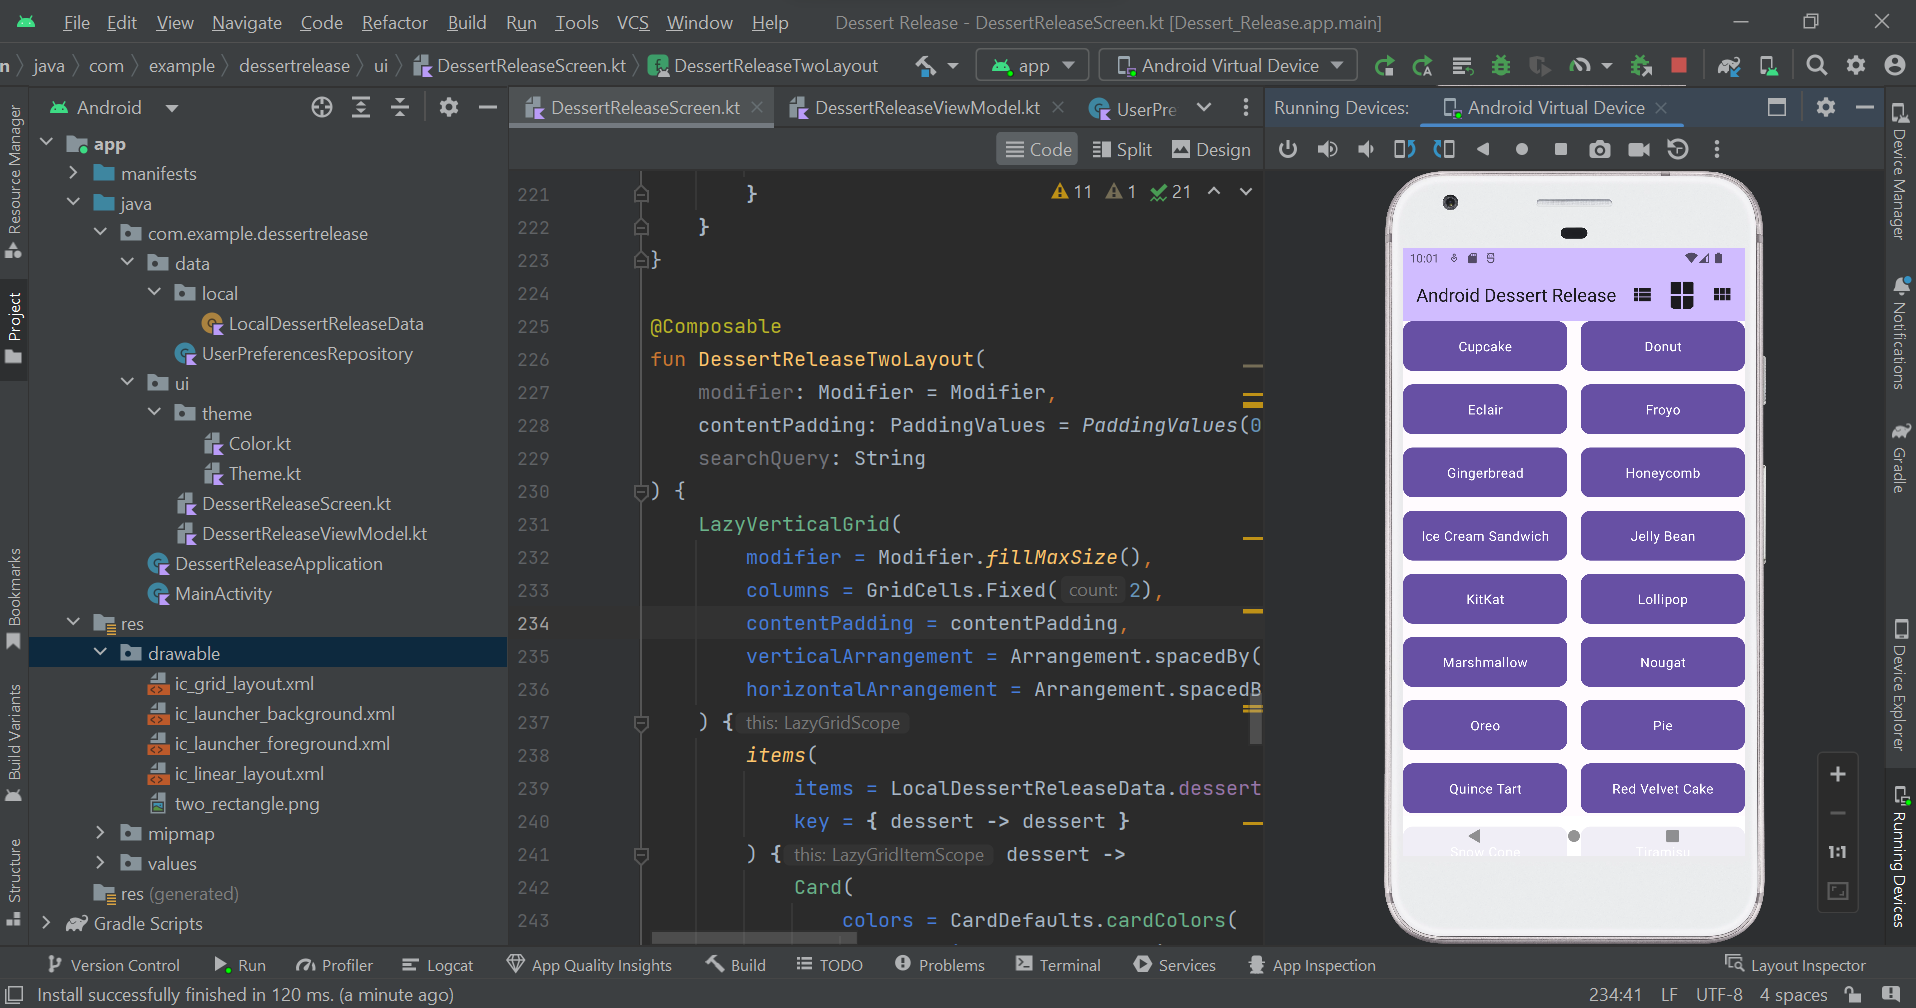 File Edit View Navigate Code Refactor Build Run Tools VCS Window Help Dessert Release - DessertReleaseScreen.kt [Dessert_Release.app.main]
n java com example dessertrelease ui DessertReleaseScreen.kt DessertReleaseTwoLayout app Android Virtual Device
Resource Manager
Project
Bookmarks
Build Variants
Structure
Android
app
manifests
java
com.example.dessertrelease
data
local
LocalDessertReleaseData
UserPreferencesRepository
ui
theme
Color.kt
Theme.kt
DessertReleaseScreen.kt
DessertReleaseViewModel.kt
DessertReleaseApplication
MainActivity
res
drawable
ic_grid_layout.xml
ic_launcher_background.xml
ic_launcher_foreground.xml
ic_linear_layout.xml
two_rectangle.png
mipmap
values
res (generated)
Gradle Scripts
DessertReleaseScreen.kt DessertReleaseViewModel.kt UserPre
Code Split Design
11 1 21
221 }
222 }
223 }
224
225 @Composable
226 fun DessertReleaseTwoLayout(
227 modifier: Modifier = Modifier,
228 contentPadding: PaddingValues = PaddingValues(0
229 searchQuery: String
230 ) {
231 LazyVerticalGrid(
232 modifier = Modifier.fillMaxSize(),
233 columns = GridCells.Fixed( count: 2),
234 contentPadding = contentPadding,
235 verticalArrangement = Arrangement.spacedBy(
236 horizontalArrangement = Arrangement.spacedB
237 ) { this: LazyGridScope
238 items(
239 items = LocalDessertReleaseData.dessert
240 key = { dessert -> dessert }
241 ) { this: LazyGridItemScope dessert ->
242 Card(
243 colors = CardDefaults.cardColors(
Running Devices: Android Virtual Device
10:01
Android Dessert Release
Cupcake Donut
Eclair Froyo
Gingerbread Honeycomb
Ice Cream Sandwich Jelly Bean
KitKat Lollipop
Marshmallow Nougat
Oreo Pie
Quince Tart Red Velvet Cake
Snow Cone Tiramisu
1:1
Device Manager
Notifications
Gradle
Device Explorer
Running Devices
Version Control Run Profiler Logcat App Quality Insights Build TODO Problems Terminal Services App Inspection Layout Inspector
Install successfully finished in 120 ms. (a minute ago) 234:41 LF UTF-8 4 spaces